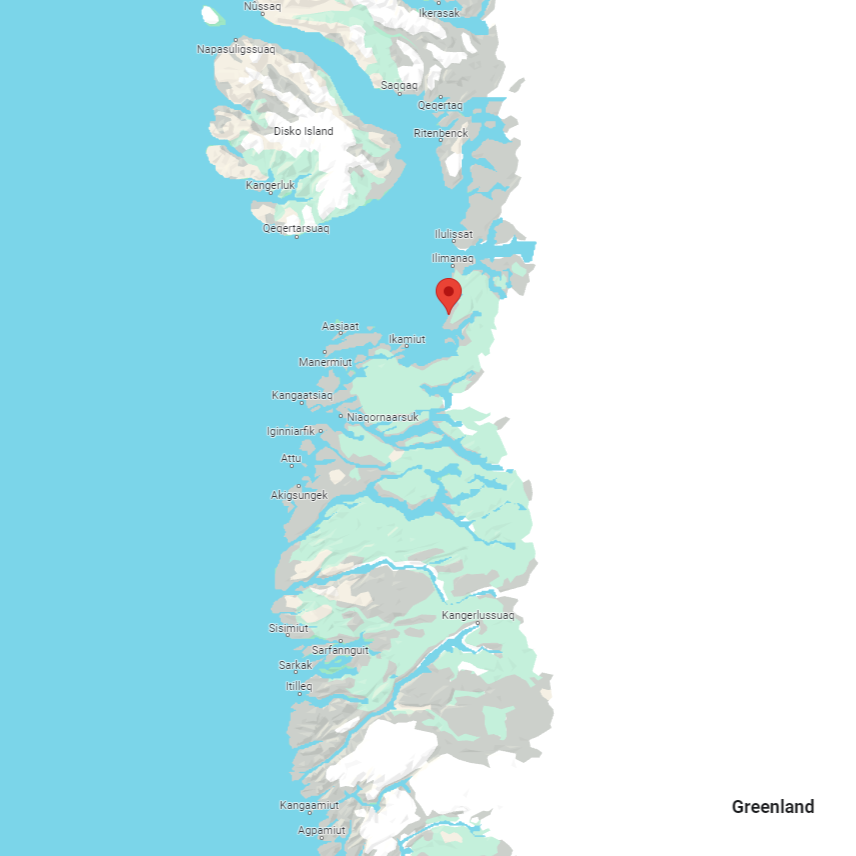 Nûssaq
Ikerasak
Napasuligssuaq
Saqqaq
Qeqertaq
Disko Island
Ritenbenck
Kangerluk
Qeqertarsuaq
Ilulissat
Ilimanaq
Aasiaat
Ikamiut
Manermiut
Kangaatsiaq
Niaqornaarsuk
Iginniarfik
Attu
Akigsungek
Kangerlussuaq
Sisimiut
Sarfannguit
Sarkak
Itilleq
Kangaamiut
Greenland
Agpamiut